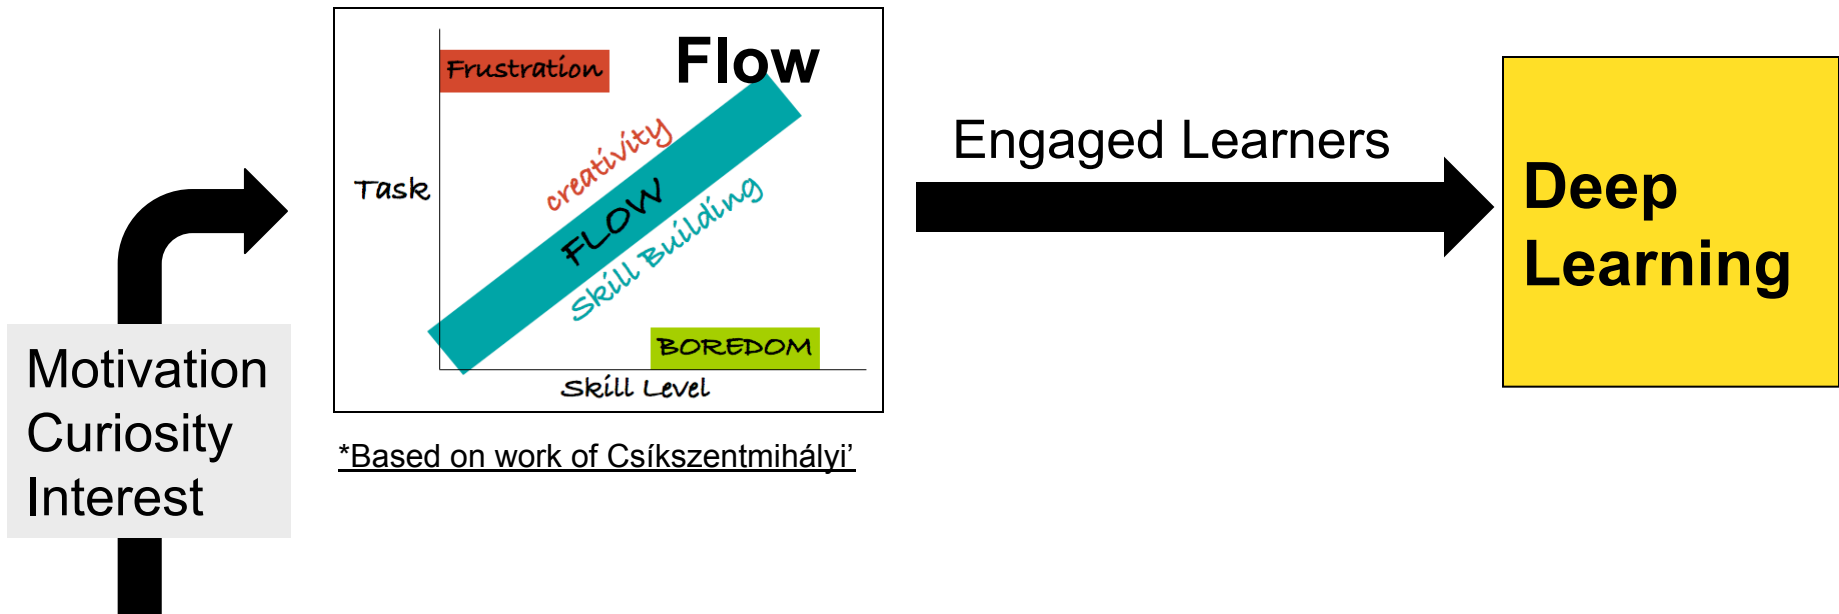 Motivation
Curiosity
Interest
Flow
Frustration
Task
creativity
FLOW
Skill Building
BOREDOM
Skill Level
*Based on work of Csíkszentmihályi’
Engaged Learners
Deep
Learning